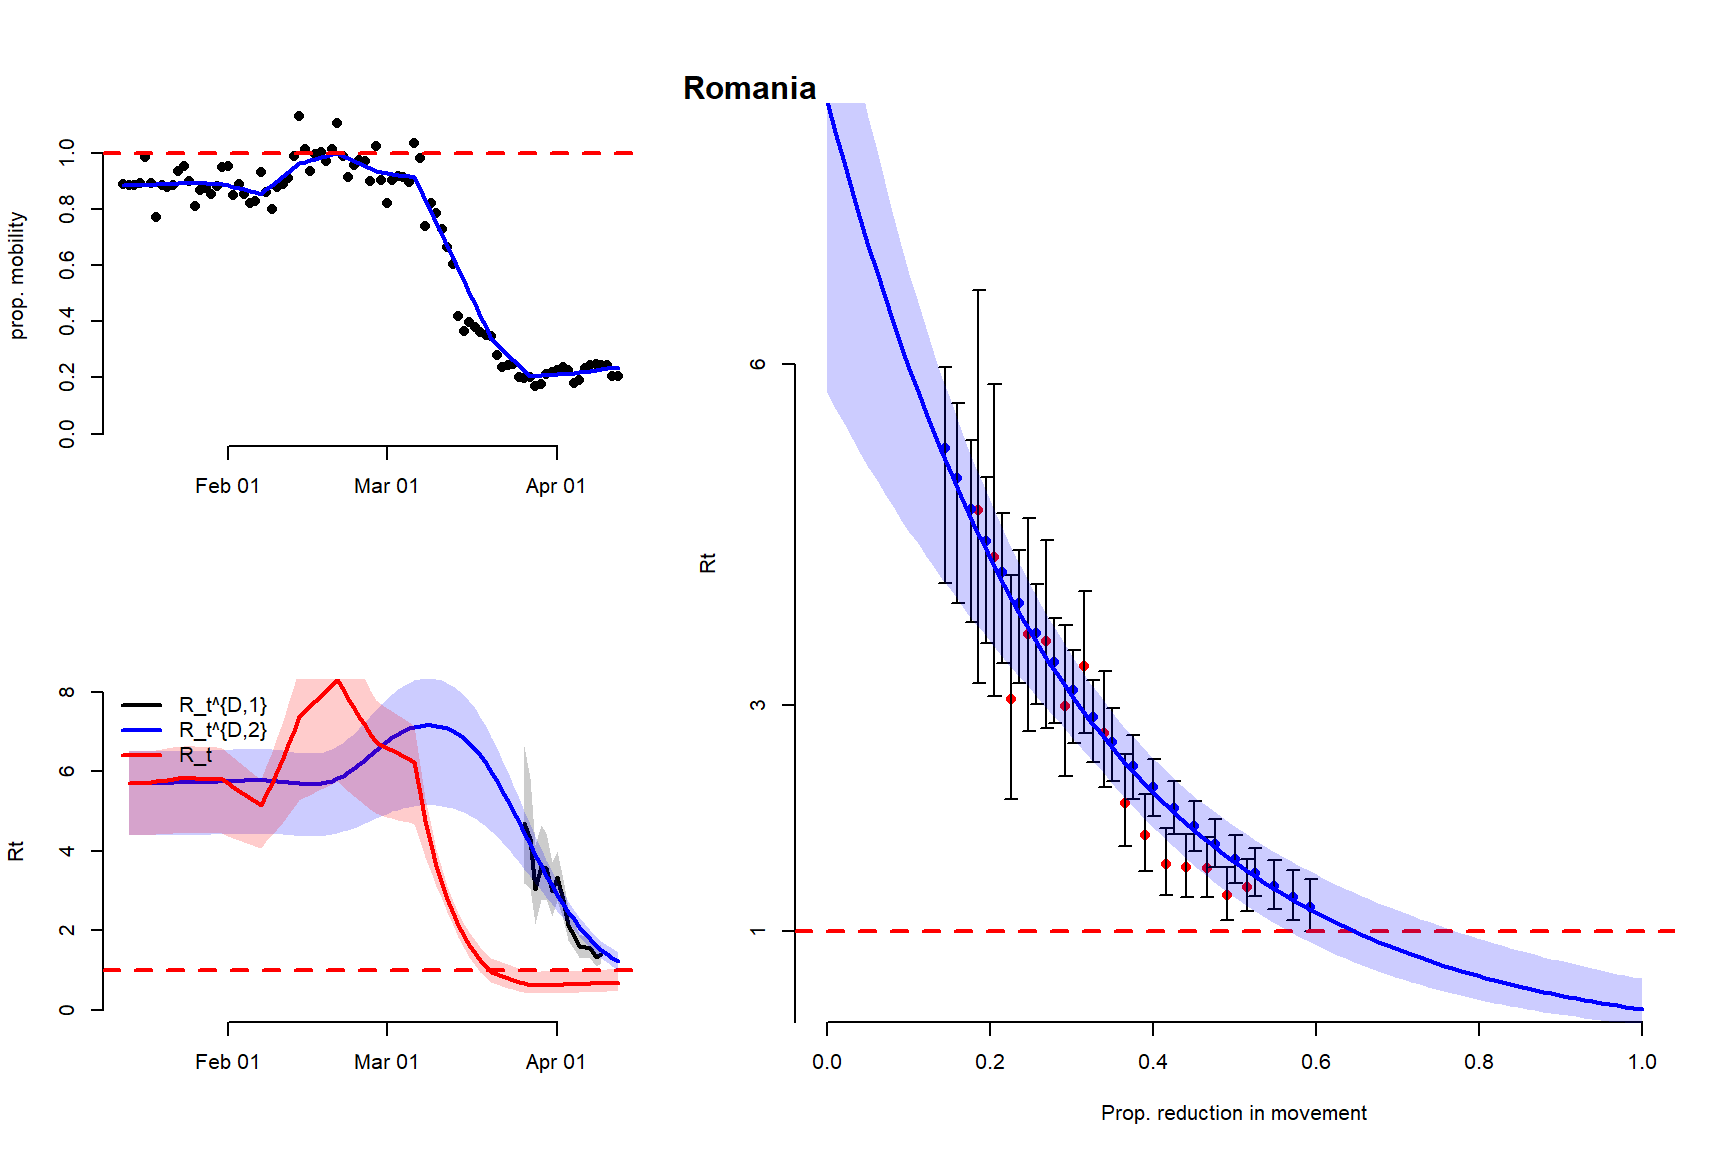 Romania
prop. mobility
1.0
0.8
0.6
0.4
0.2
0.0
Feb 01 Mar 01 Apr 01
Rt
8
6
4
2
0
R_t^{D,1}
R_t^{D,2}
R_t
Feb 01 Mar 01 Apr 01
Rt
6
3
1
0.0 0.2 0.4 0.6 0.8 1.0
Prop. reduction in movement